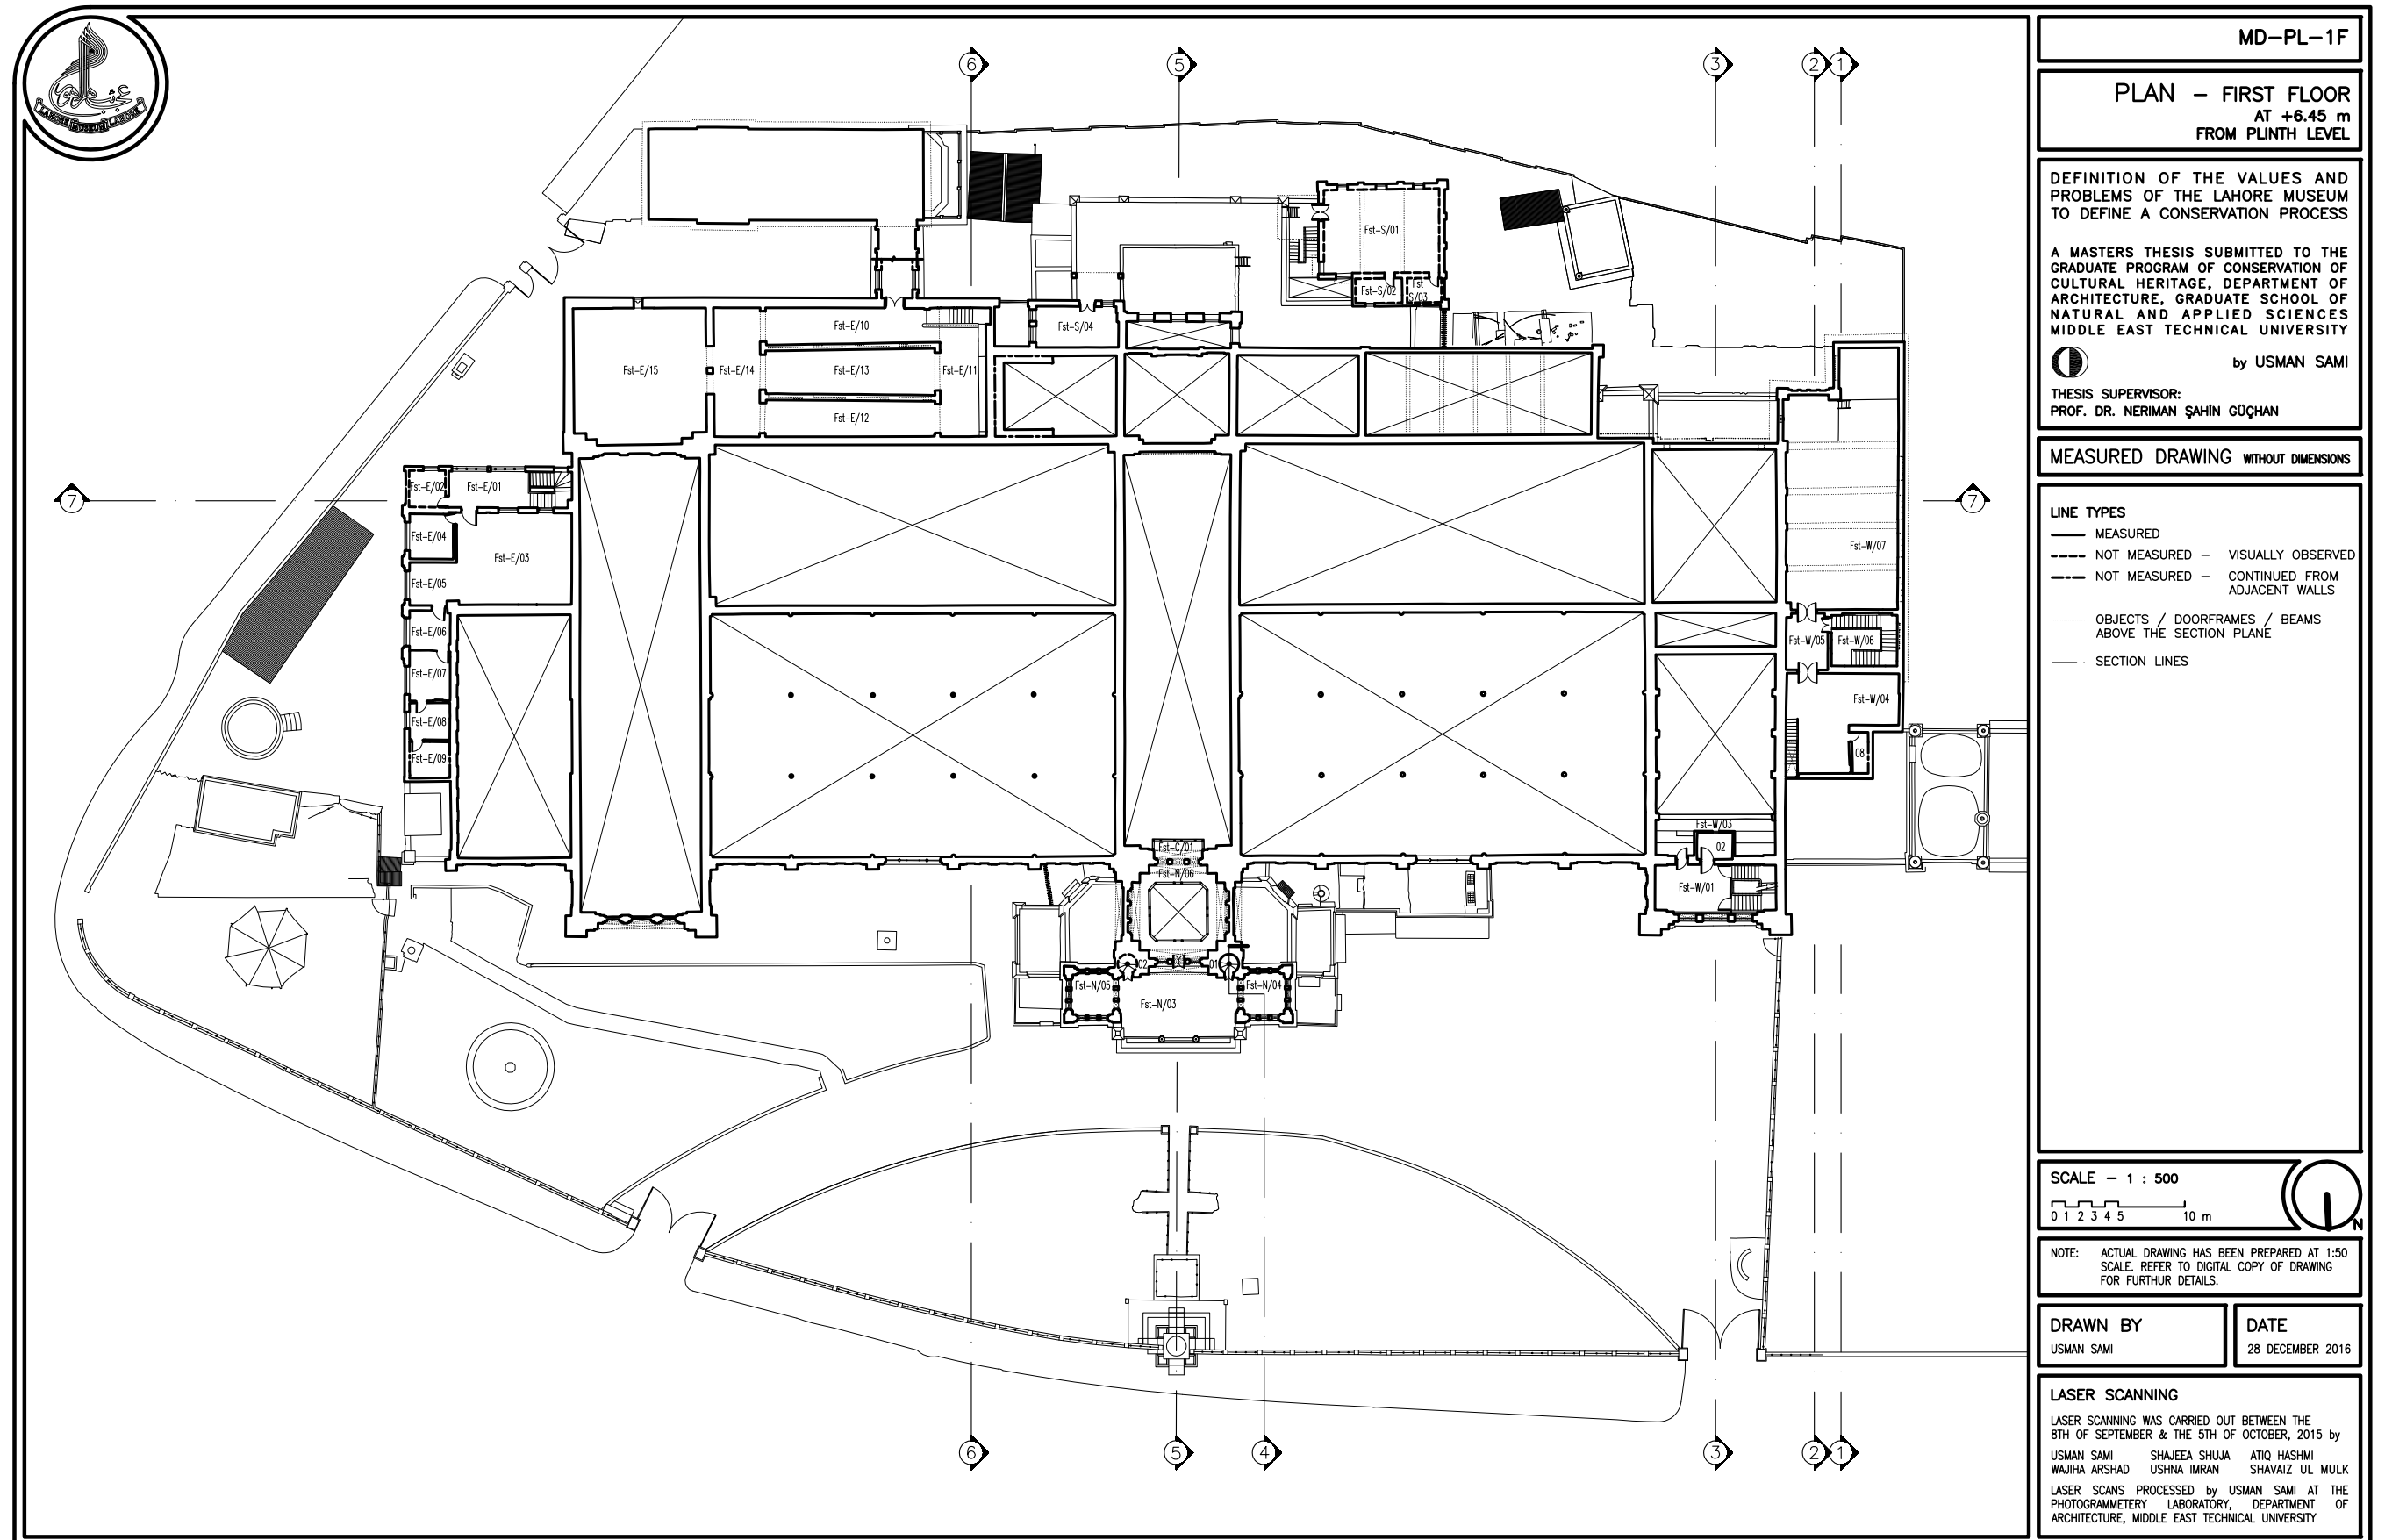 LAHORE MUSEUM LAHORE
6
5
3
2
1
Fst-S/01
Fst-S/02
Fst
S/03
Fst-S/04
Fst-E/10
Fst-E/15
Fst-E/14
Fst-E/13
Fst-E/11
Fst-E/12
Fst-E/02
Fst-E/01
7
7
Fst-E/04
Fst-E/03
Fst-W/07
Fst-E/05
Fst-E/06
Fst-W/05
Fst-W/06
Fst-E/07
Fst-W/04
Fst-E/08
08
Fst-E/09
Fst-W/03
Fst-C/01
02
Fst-N/06
Fst-W/01
02
01
Fst-N/05
Fst-N/04
Fst-N/03
6
5
4
3
2
1
MD-PL-1F
PLAN - FIRST FLOOR
AT +6.45 m
FROM PLINTH LEVEL
DEFINITION OF THE VALUES AND
PROBLEMS OF THE LAHORE MUSEUM
TO DEFINE A CONSERVATION PROCESS
A MASTERS THESIS SUBMITTED TO THE
GRADUATE PROGRAM OF CONSERVATION OF
CULTURAL HERITAGE, DEPARTMENT OF
ARCHITECTURE, GRADUATE SCHOOL OF
NATURAL AND APPLIED SCIENCES
MIDDLE EAST TECHNICAL UNIVERSITY
by USMAN SAMI
THESIS SUPERVISOR:
PROF. DR. NERIMAN ŞAHİN GÜÇHAN
MEASURED DRAWING WITHOUT DIMENSIONS
LINE TYPES
MEASURED
NOT MEASURED - VISUALLY OBSERVED
NOT MEASURED - CONTINUED FROM
ADJACENT WALLS
OBJECTS / DOORFRAMES / BEAMS
ABOVE THE SECTION PLANE
SECTION LINES
SCALE - 1 : 500
0 1 2 3 4 5 10 m
N
NOTE: ACTUAL DRAWING HAS BEEN PREPARED AT 1:50
SCALE. REFER TO DIGITAL COPY OF DRAWING
FOR FURTHUR DETAILS.
DRAWN BY
USMAN SAMI
DATE
28 DECEMBER 2016
LASER SCANNING
LASER SCANNING WAS CARRIED OUT BETWEEN THE
8TH OF SEPTEMBER & THE 5TH OF OCTOBER, 2015 by
USMAN SAMI SHAJEEA SHUJA ATIQ HASHMI
WAJIHA ARSHAD USHNA IMRAN SHAVAIZ UL MULK
LASER SCANS PROCESSED by USMAN SAMI AT THE
PHOTOGRAMMETERY LABORATORY, DEPARTMENT OF
ARCHITECTURE, MIDDLE EAST TECHNICAL UNIVERSITY